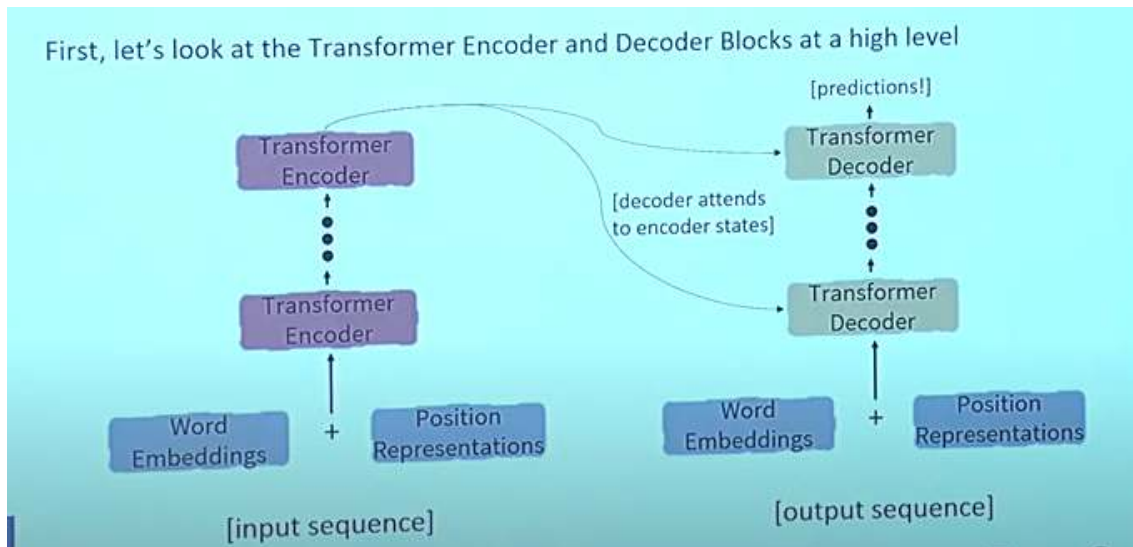 First, let's look at the Transformer Encoder and Decoder Blocks at a high level
[predictions!]
Transformer
Encoder
Transformer
Decoder
[decoder attends
to encoder states]
Transformer
Encoder
Transformer
Decoder
Word
Embeddings
+
Position
Representations
Word
Embeddings
+
Position
Representations
[input sequence]
[output sequence]